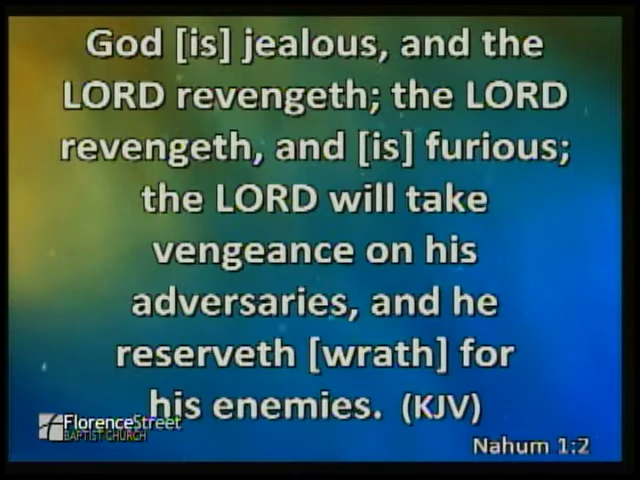 God [is] jealous, and the
LORD revengeth; the LORD
revengeth, and [is] furious;
the LORD will take
vengeance on his
adversaries, and he
reserveth [wrath] for
his enemies. (KJV)
FlorenceStreet
BAPTIST CHURCH
Nahum 1:2